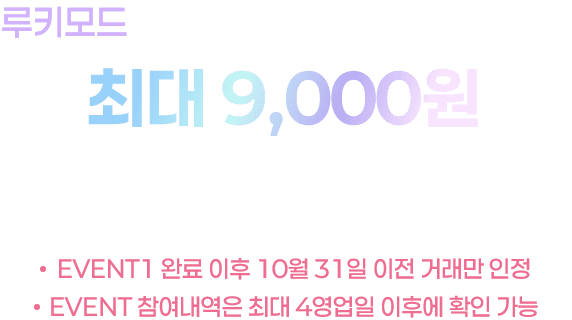 루키모드
최대 9,000원
• EVENT1 완료 이후 10월 31일 이전 거래만 인정
• EVENT 참여내역은 최대 4영업일 이후에 확인 가능